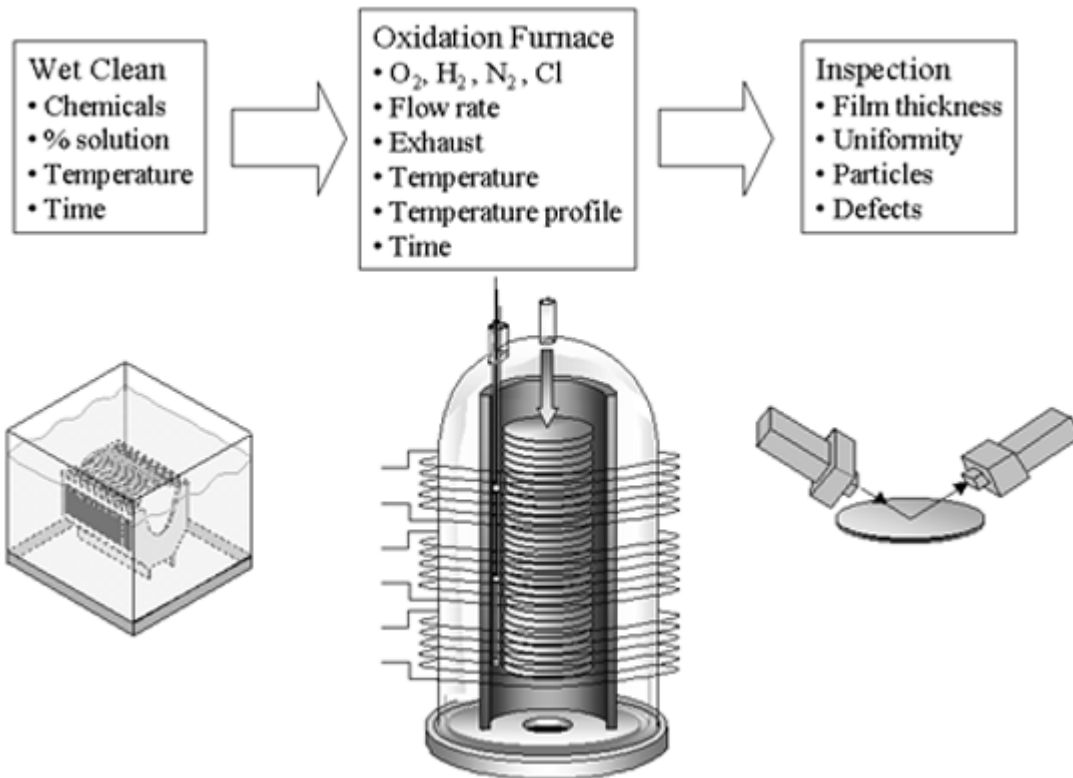 Wet Clean
• Chemicals
• % solution
• Temperature
• Time
Oxidation Furnace
• O₂, H₂ , N₂ , Cl
• Flow rate
• Exhaust
• Temperature
• Temperature profile
• Time
Inspection
• Film thickness
• Uniformity
• Particles
• Defects